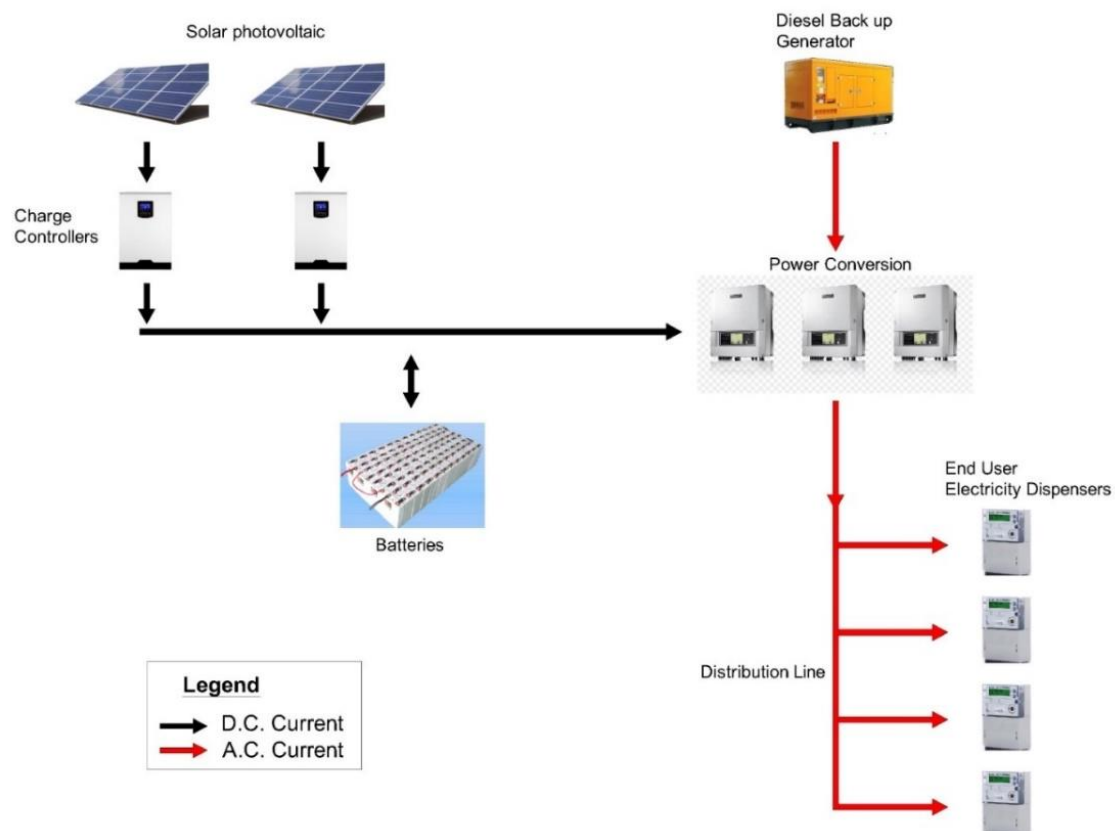 Solar photovoltaic
Diesel Back up
Generator
Charge
Controllers
Power Conversion
Batteries
End User
Electricity Dispensers
Distribution Line
Legend
D.C. Current
A.C. Current